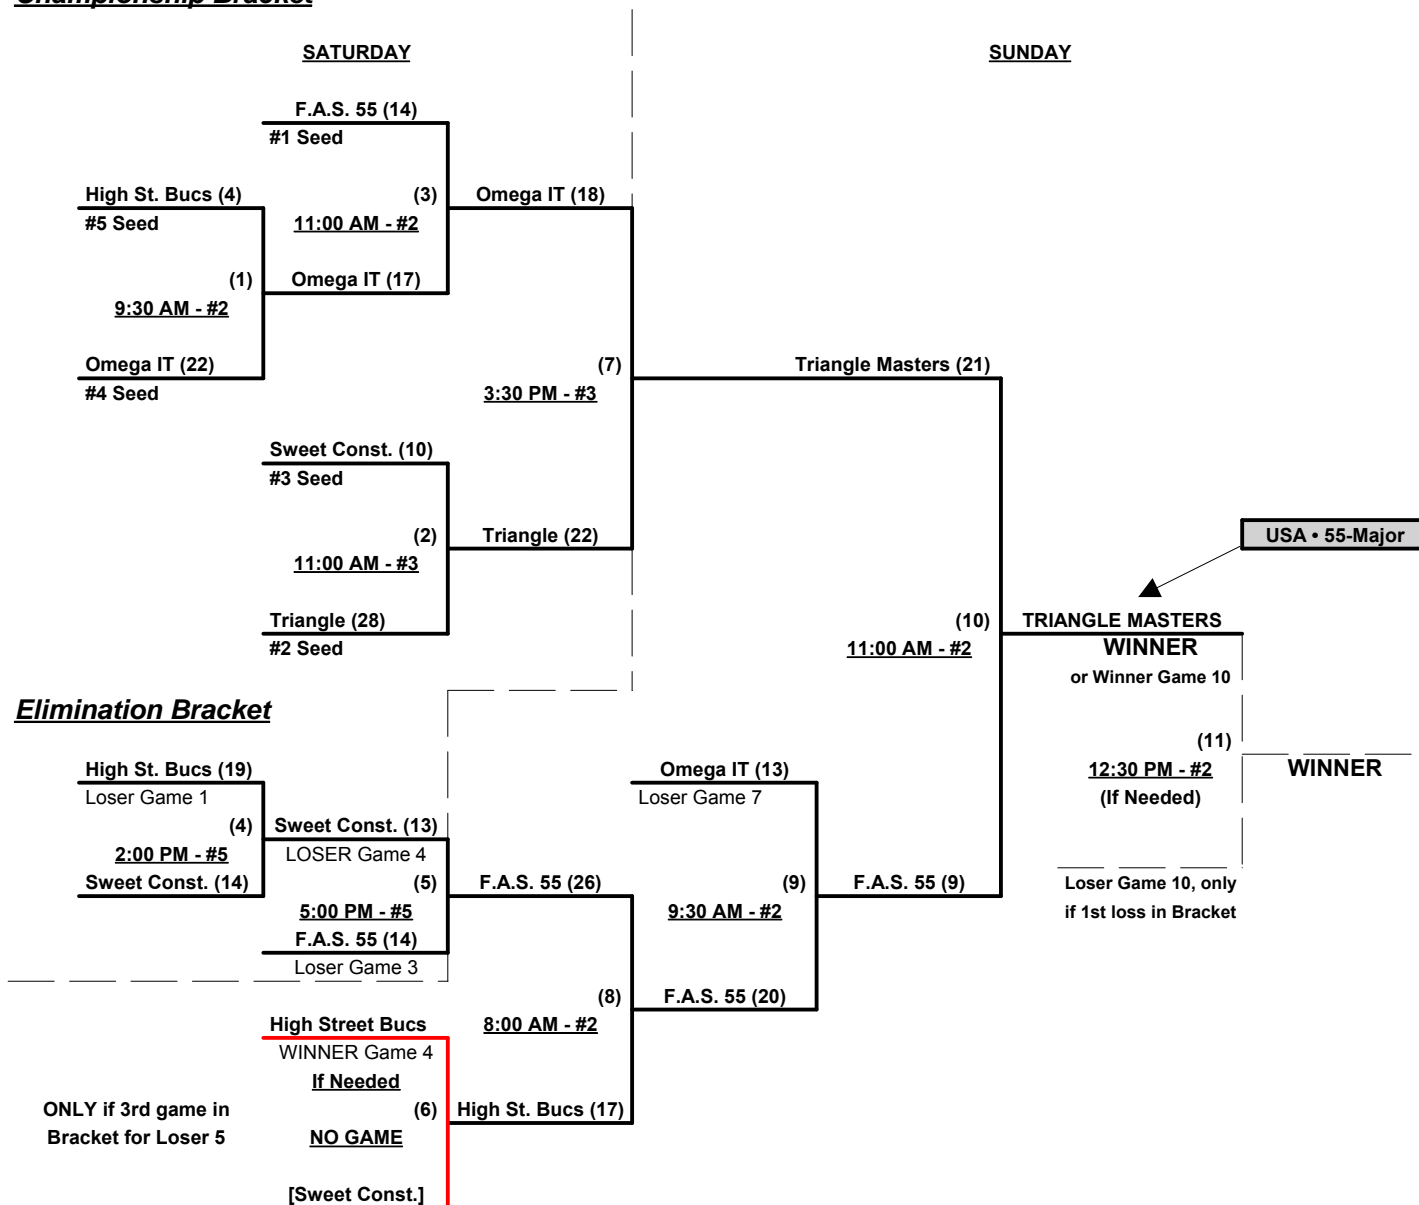 Championship Bracket
SATURDAY
SUNDAY
F.A.S. 55 (14)
#1 Seed
High St. Bucs (4)
#5 Seed
(3)
11:00 AM - #2
Omega IT (18)
(1)
9:30 AM - #2
Omega IT (17)
Omega IT (22)
#4 Seed
(7)
3:30 PM - #3
Triangle Masters (21)
Sweet Const. (10)
#3 Seed
(2)
11:00 AM - #3
Triangle (22)
USA • 55-Major
Triangle (28)
#2 Seed
(10)
11:00 AM - #2
TRIANGLE MASTERS
WINNER
or Winner Game 10
Elimination Bracket
(11)
12:30 PM - #2
(If Needed)
WINNER
High St. Bucs (19)
Loser Game 1
Omega IT (13)
Loser Game 7
(4)
2:00 PM - #5
Sweet Const. (13)
LOSER Game 4
Sweet Const. (14)
(5)
5:00 PM - #5
F.A.S. 55 (26)
(9)
9:30 AM - #2
F.A.S. 55 (9)
Loser Game 10, only
if 1st loss in Bracket
F.A.S. 55 (14)
Loser Game 3
(8)
8:00 AM - #2
F.A.S. 55 (20)
High Street Bucs
WINNER Game 4
If Needed
(6)
NO GAME
High St. Bucs (17)
ONLY if 3rd game in
Bracket for Loser 5
[Sweet Const.]